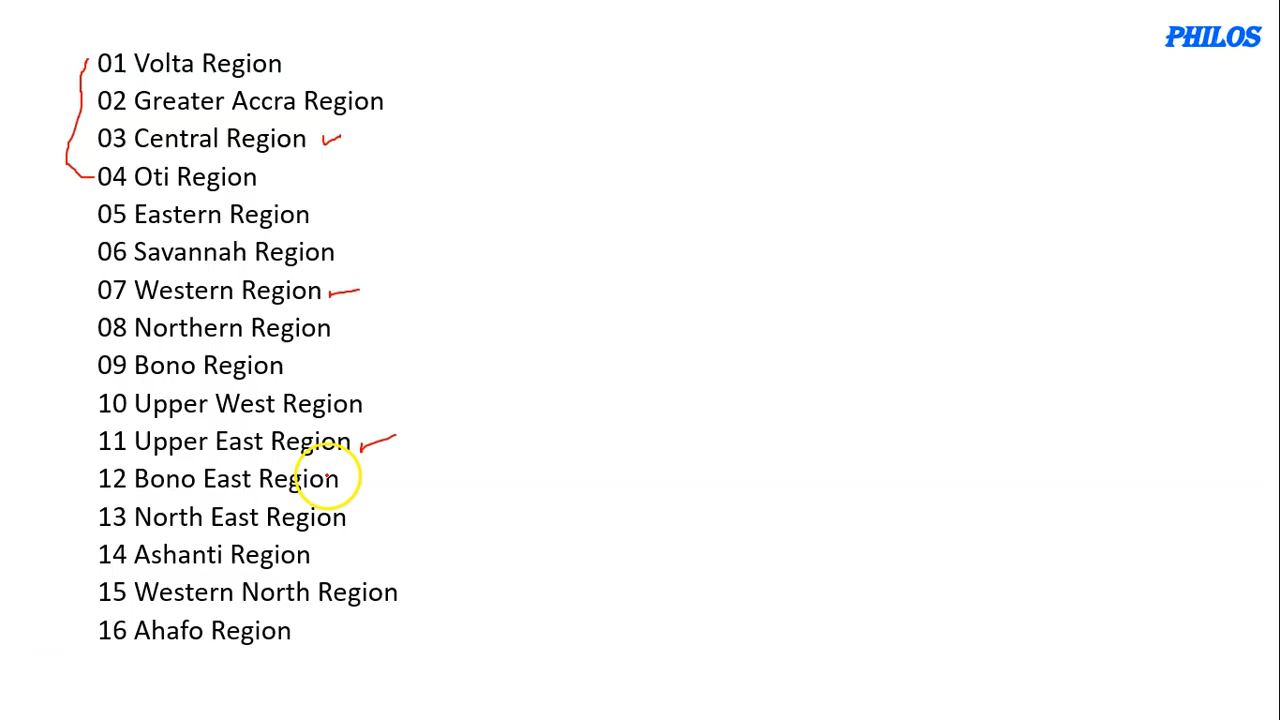 PHILOS
01 Volta Region
02 Greater Accra Region
03 Central Region
04 Oti Region
05 Eastern Region
06 Savannah Region
07 Western Region
08 Northern Region
09 Bono Region
10 Upper West Region
11 Upper East Region
12 Bono East Region
13 North East Region
14 Ashanti Region
15 Western North Region
16 Ahafo Region